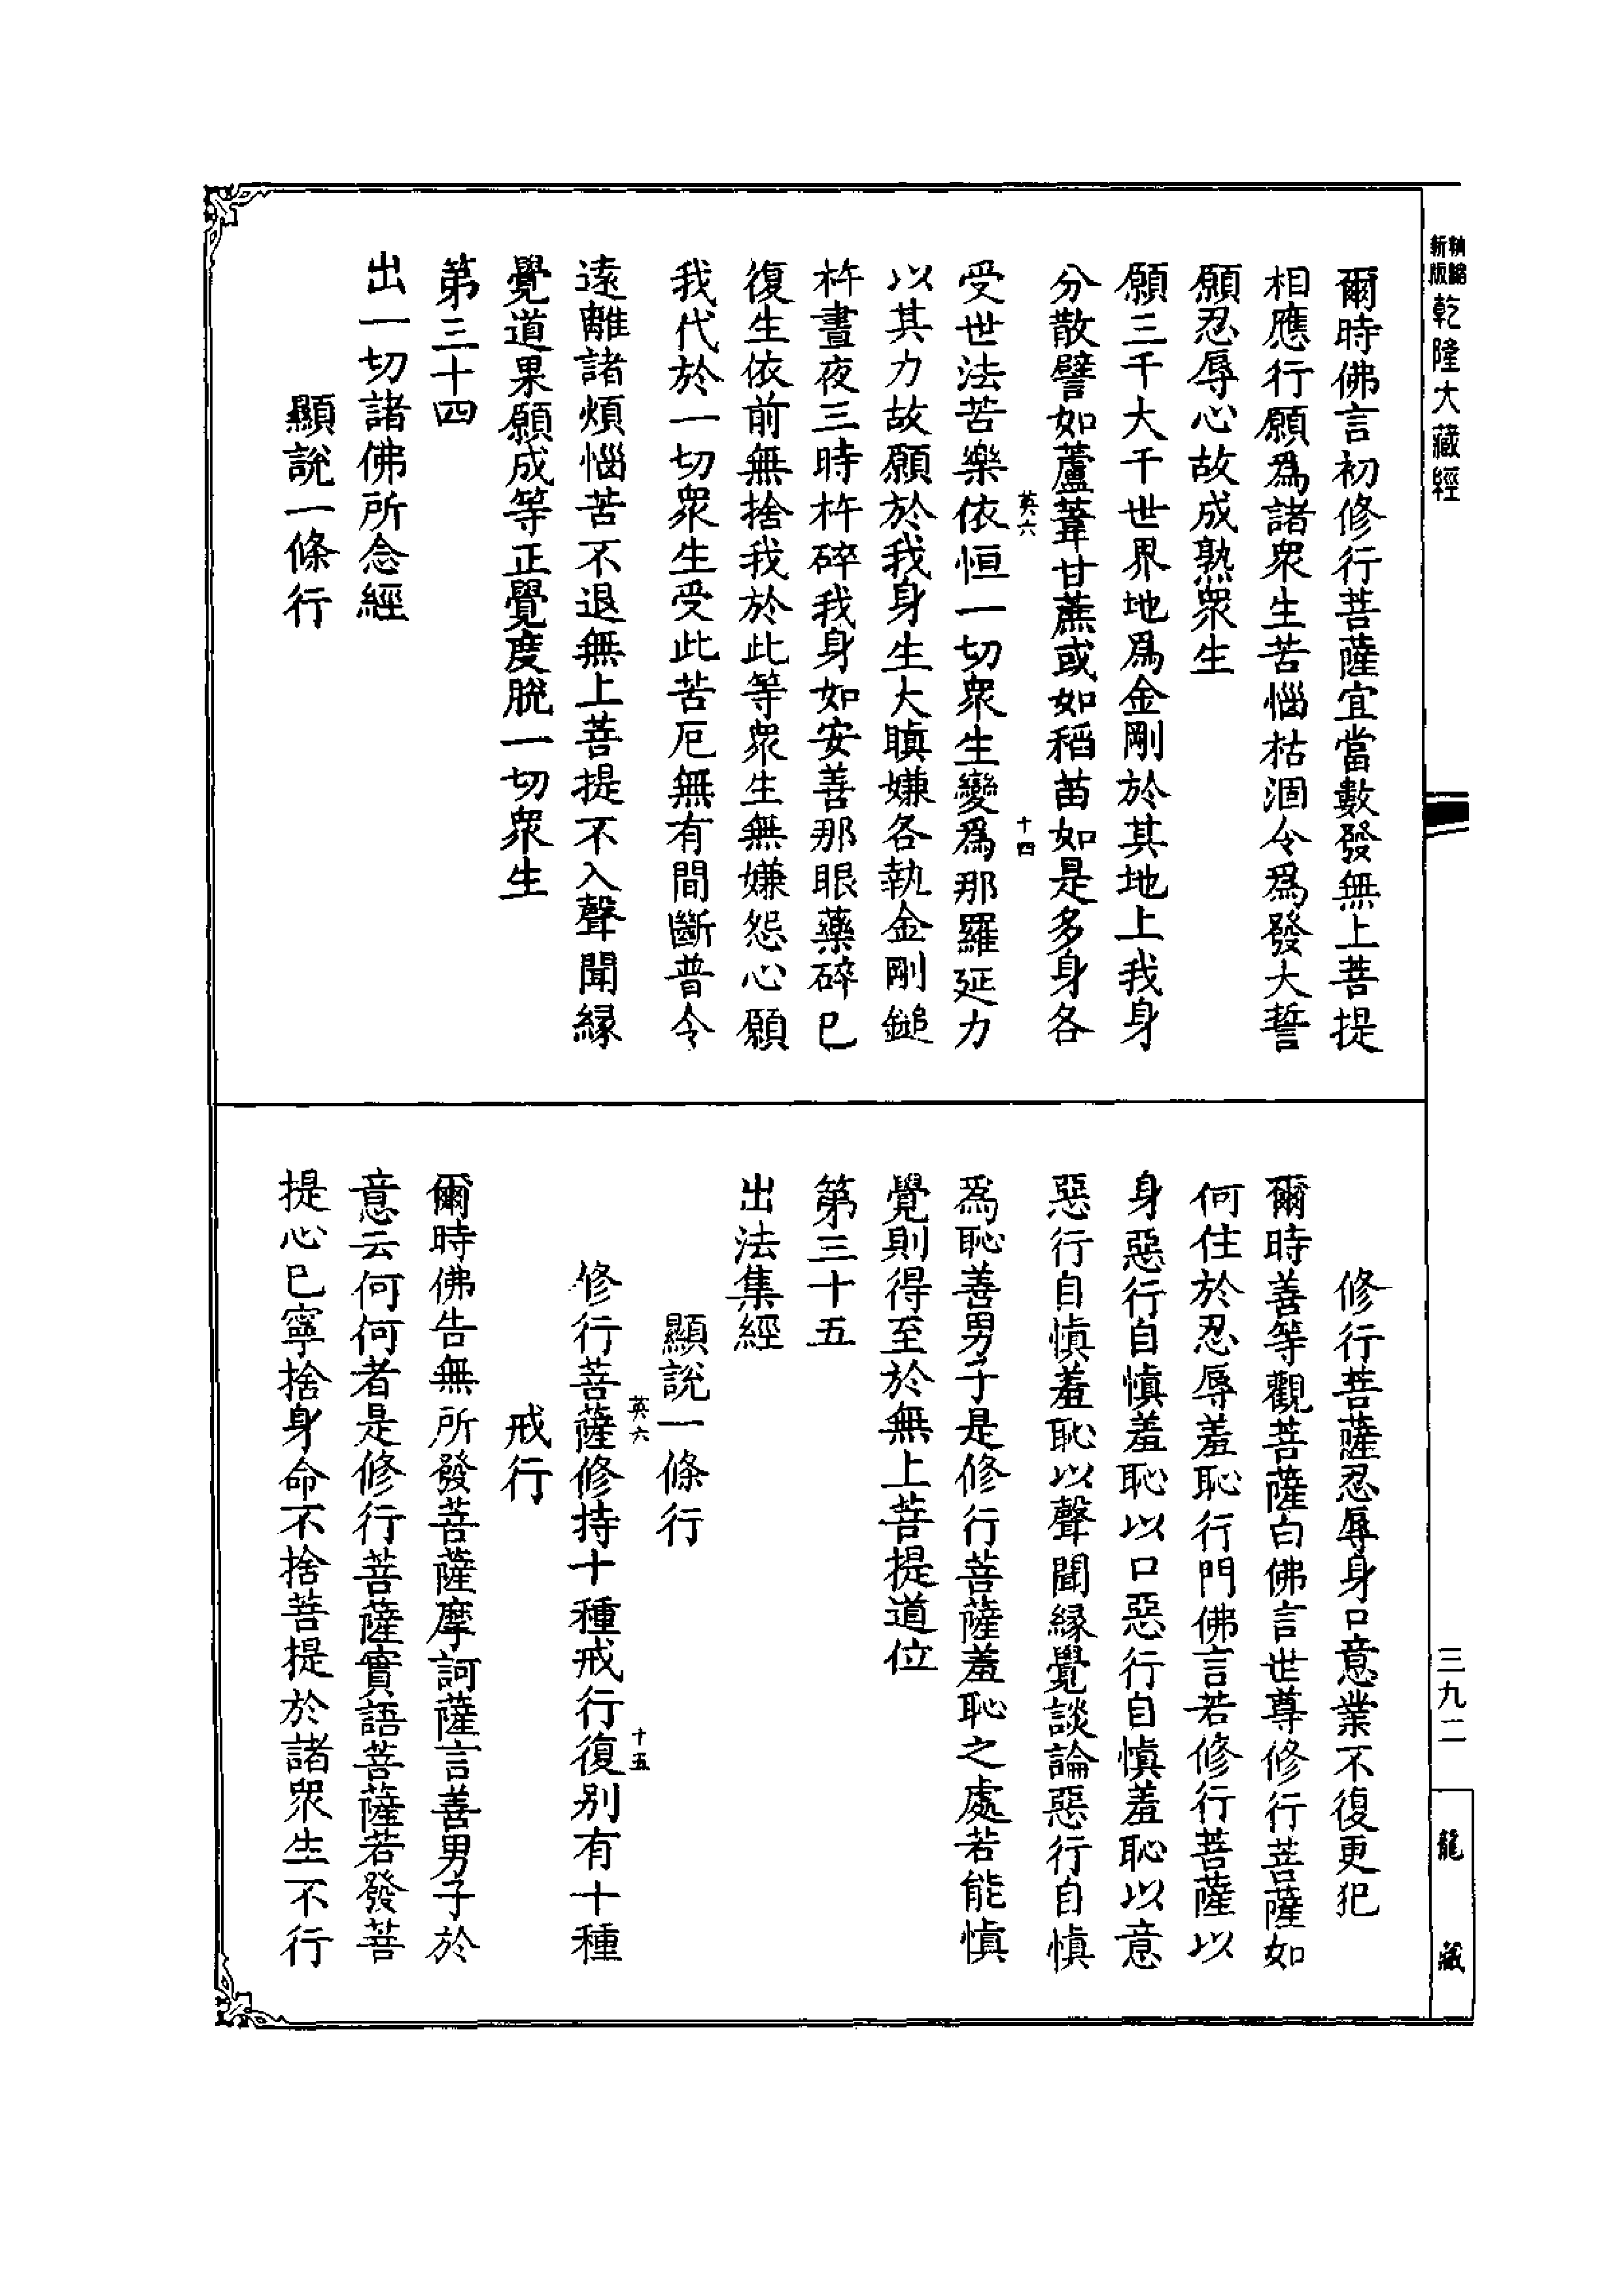 新版精縮乾隆大藏經
爾時佛言初修行菩薩宜當數發無上菩提
相應行願為諸衆生苦惱枯涸令為發大誓
願忍辱心故成熟衆生
願三千大千世界地為金剛於其地上我身
分散譬如蘆葦甘蔗或如稻苗如是多身各
英六 十四
受世法苦樂依恒一切衆生變為那羅延力
以其力故願於我身生大瞋嫌各執金剛鎚
杵晝夜三時杵碎我身如安善那眼藥碎已
復生依前無捨我於此等衆生無嫌怨心願
我代於一切衆生受此苦厄無有間斷普令
遠離諸煩惱苦不退無上菩提不入聲聞緣
覺道果願成等正覺度脫一切衆生
第三十四
出一切諸佛所念經
顯說一條行
修行菩薩忍辱身口意業不復更犯
爾時善等觀菩薩白佛言世尊修行菩薩如
何住於忍辱羞恥行門佛言若修行菩薩以
身惡行自慎羞恥以口惡行自慎羞恥以意
惡行自慎羞恥以聲聞緣覺談論惡行自慎
為恥善男子是修行菩薩羞恥之處若能慎
覺則得至於無上菩提道位
第三十五
出法集經
顯說一條行
英六 十五
修行菩薩修持十種戒行復別有十種
戒行
爾時佛告無所發菩薩摩訶薩言善男子於
意云何何者是修行菩薩實語菩薩若發菩
提心已寧捨身命不捨菩提於諸衆生不行
三九二
龍藏